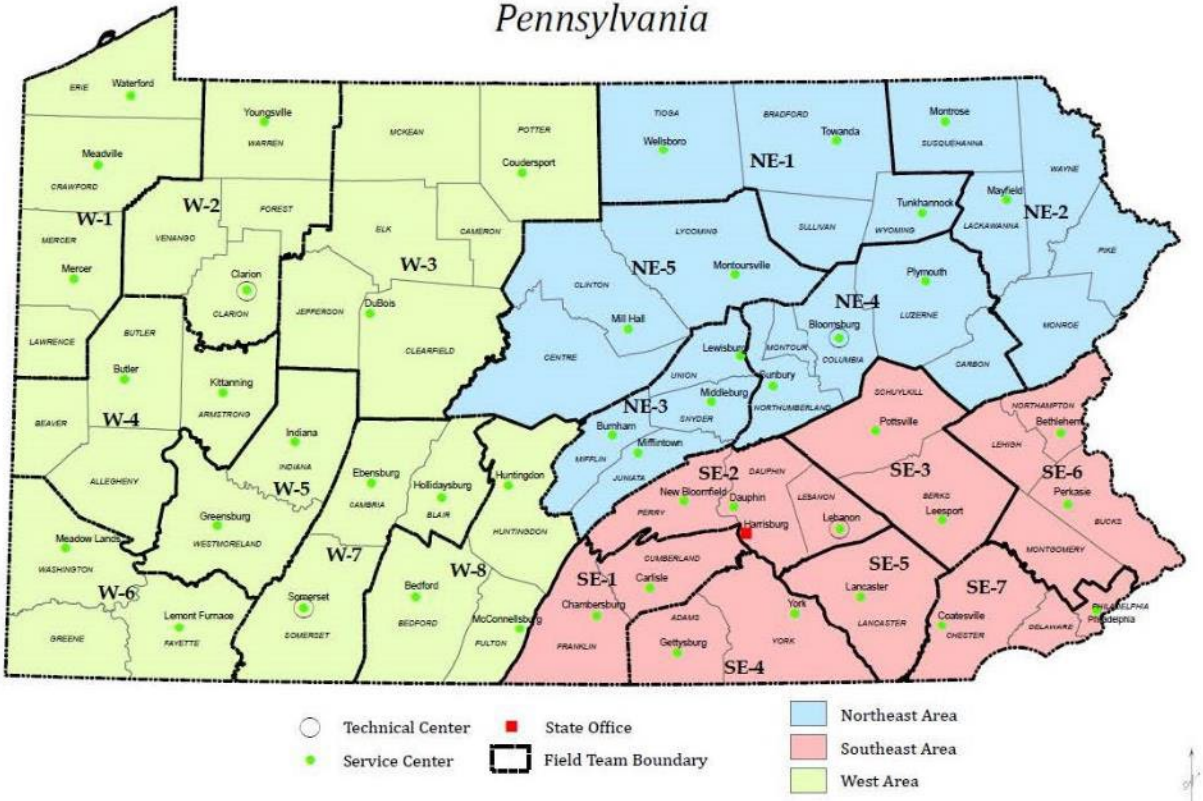 Pennsylvania
ERIE
Waterford
Youngsville
WARREN
MCKEAN
POTTER
Coudersport
TIOGA
Wellsboro
BRADFORD
Towanda
NE-1
Montrose
SUSQUEHANNA
WAYNE
Meadville
CRAWFORD
W-1
W-2
FOREST
VENANGO
MERCER
Mercer
ELK
CAMERON
W-3
LYCOMING
SULLIVAN
Tunkhannock
WYOMING
Mayfield
LACKAWANNA
NE-2
PIKE
Clarion
CLARION
JEFFERSON
DuBois
CLEARFIELD
NE-5
CLINTON
Montoursville
Mill Hall
CENTRE
Plymouth
NE-4
LUZERNE
Bloomsburg
COLUMBIA
MONTOUR
MONROE
CARBON
LAWRENCE
BUTLER
Butler
Kittanning
ARMSTRONG
BEAVER
W-4
ALLEGHENY
Indiana
INDIANA
W-5
Lewisburg
UNION
Sunbury
NORTHUMBERLAND
Middleburg
SNYDER
NE-3
Burnham
MIFFLIN
Mifflintown
JUNIATA
SCHUYLKILL
Pottsville
SE-3
BERKS
Leesport
NORTHAMPTON
Bethlehem
LEHIGH
SE-6
Perkasie
BUCKS
MONTGOMERY
Ebensburg
CAMBRIA
Hollidaysburg
BLAIR
Huntingdon
HUNTINGDON
Greensburg
WESTMORELAND
Meadow Lands
WASHINGTON
W-6
W-7
W-8
SE-2
DAUPHIN
New Bloomfield
PERRY
Dauphin
Harrisburg
LEBANON
Lebanon
CUMBERLAND
SE-1
Carlisle
Chambersburg
FRANKLIN
ADAMS
Gettysburg
SE-4
York
YORK
SE-5
Lancaster
LANCASTER
SE-7
Coatesville
CHESTER
DELAWARE
PHILADELPHIA
Philadelphia
GREENE
Lemont Furnace
FAYETTE
Somerset
SOMERSET
Bedford
BEDFORD
McConnellsburg
FULTON
Technical Center
State Office
Service Center
Field Team Boundary
Northeast Area
Southeast Area
West Area